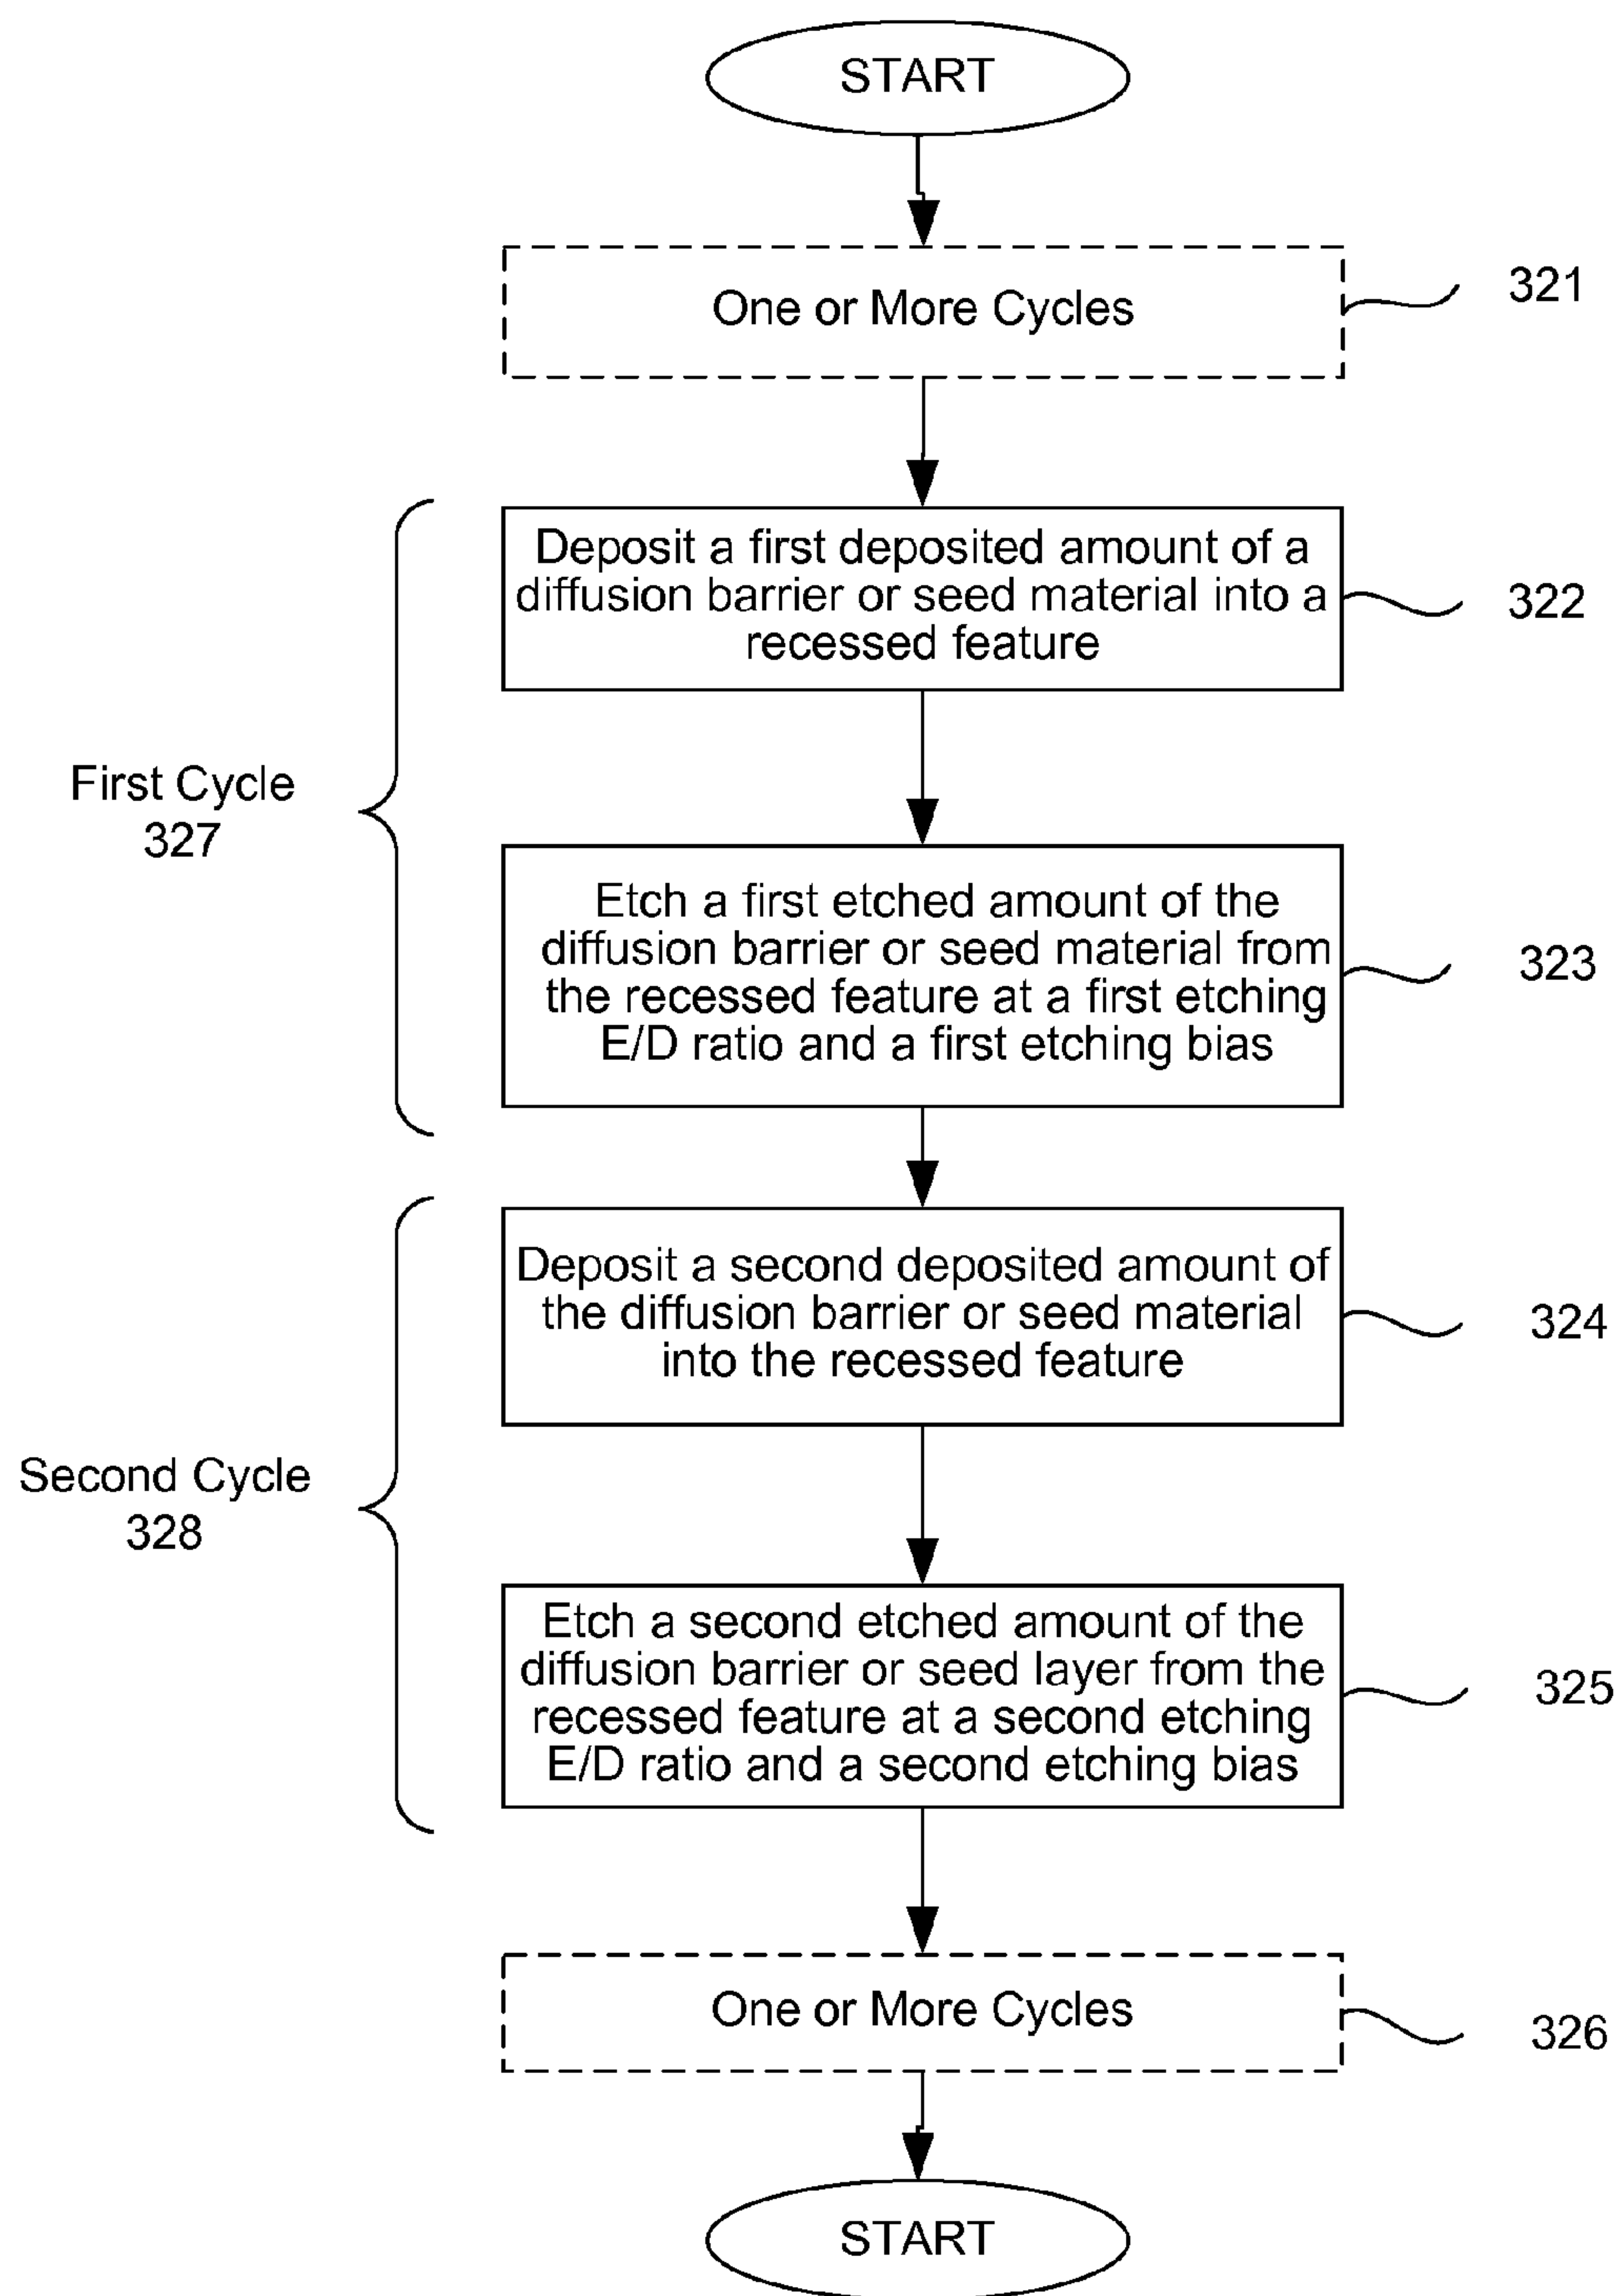 START
One or More Cycles
321
Deposit a first deposited amount of a
diffusion barrier or seed material into a
recessed feature
322
First Cycle
327
Etch a first etched amount of the
diffusion barrier or seed material from
the recessed feature at a first etching
E/D ratio and a first etching bias
323
Deposit a second deposited amount of
the diffusion barrier or seed material
into the recessed feature
324
Second Cycle
328
Etch a second etched amount of the
diffusion barrier or seed layer from the
recessed feature at a second etching
E/D ratio and a second etching bias
325
One or More Cycles
326
START